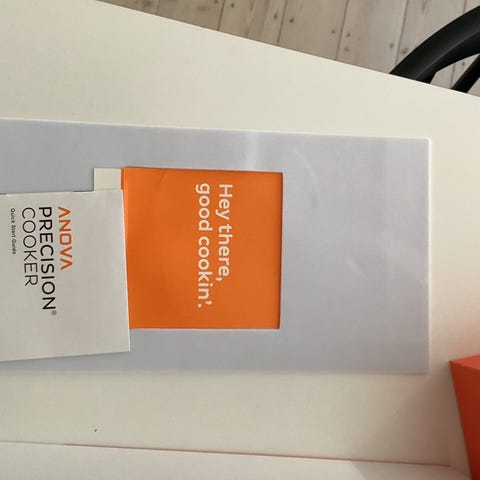 Hey there,
good cookin'.
ANOVA
PRECISION®
COOKER
Quick Start Guide